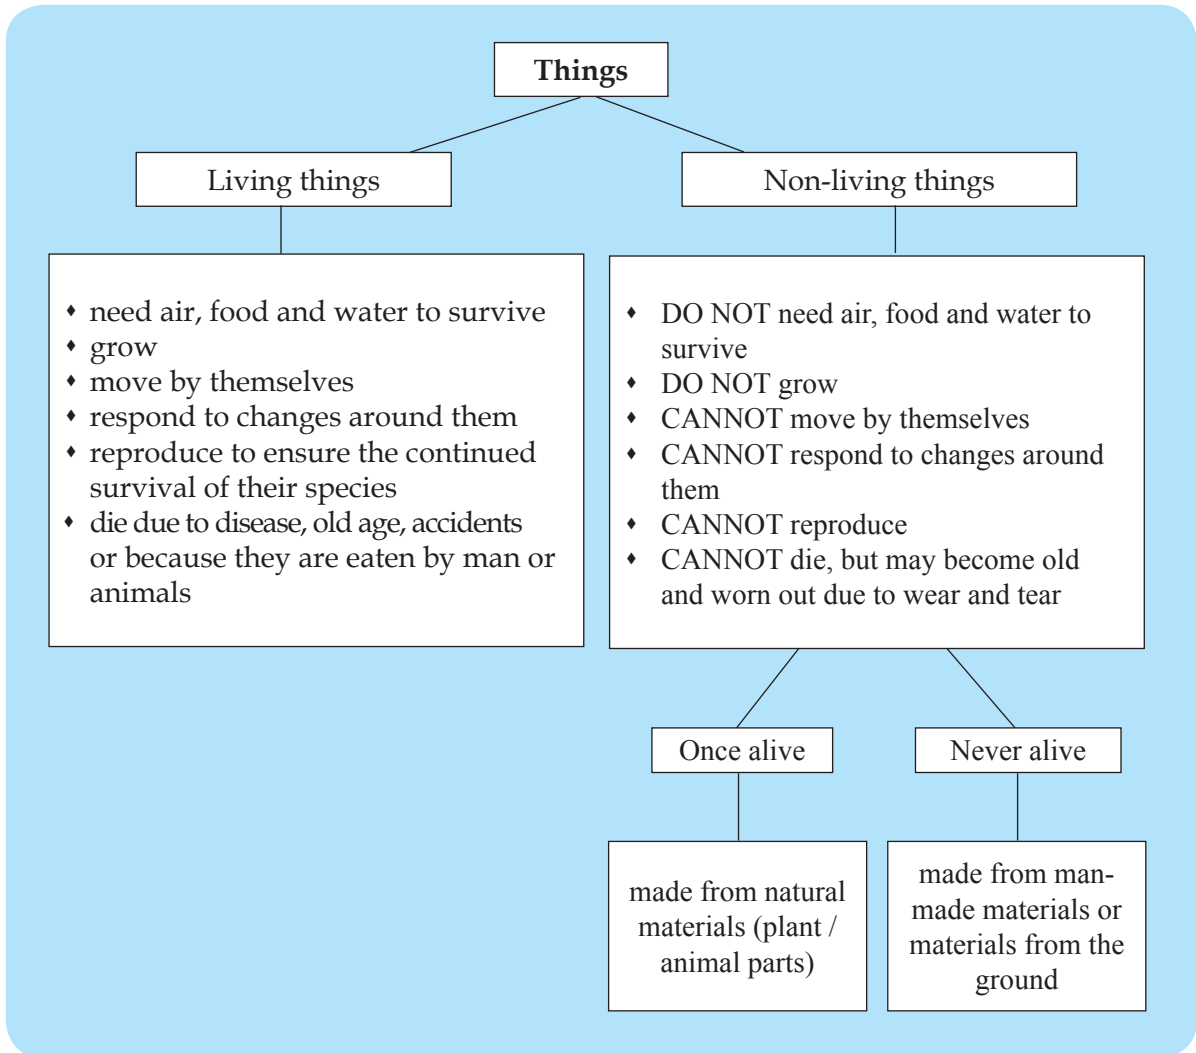 Things
Living things
Non-living things
♦ need air, food and water to survive
♦ grow
♦ move by themselves
♦ respond to changes around them
♦ reproduce to ensure the continued
survival of their species
♦ die due to disease, old age, accidents
or because they are eaten by man or
animals
♦ DO NOT need air, food and water to
survive
♦ DO NOT grow
♦ CANNOT move by themselves
♦ CANNOT respond to changes around
them
♦ CANNOT reproduce
♦ CANNOT die, but may become old
and worn out due to wear and tear
Once alive
Never alive
made from natural
materials (plant /
animal parts)
made from man-
made materials or
materials from the
ground